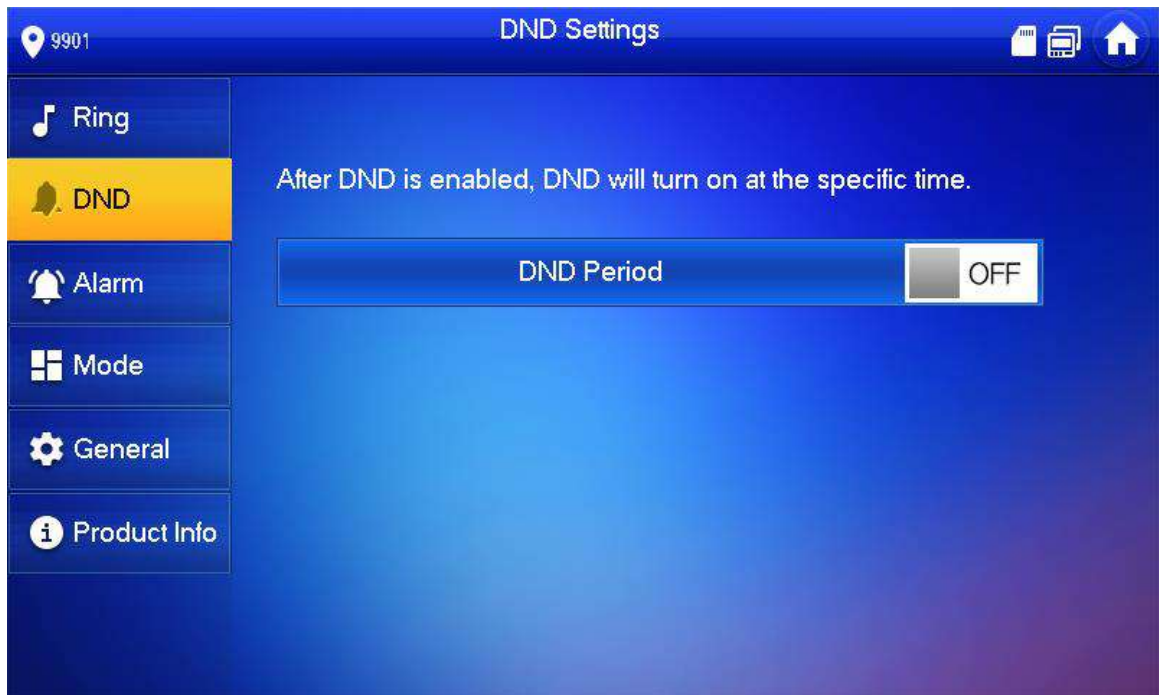 9901
DND Settings
Ring
DND
Alarm
Mode
General
Product Info
After DND is enabled, DND will turn on at the specific time.
DND Period
OFF